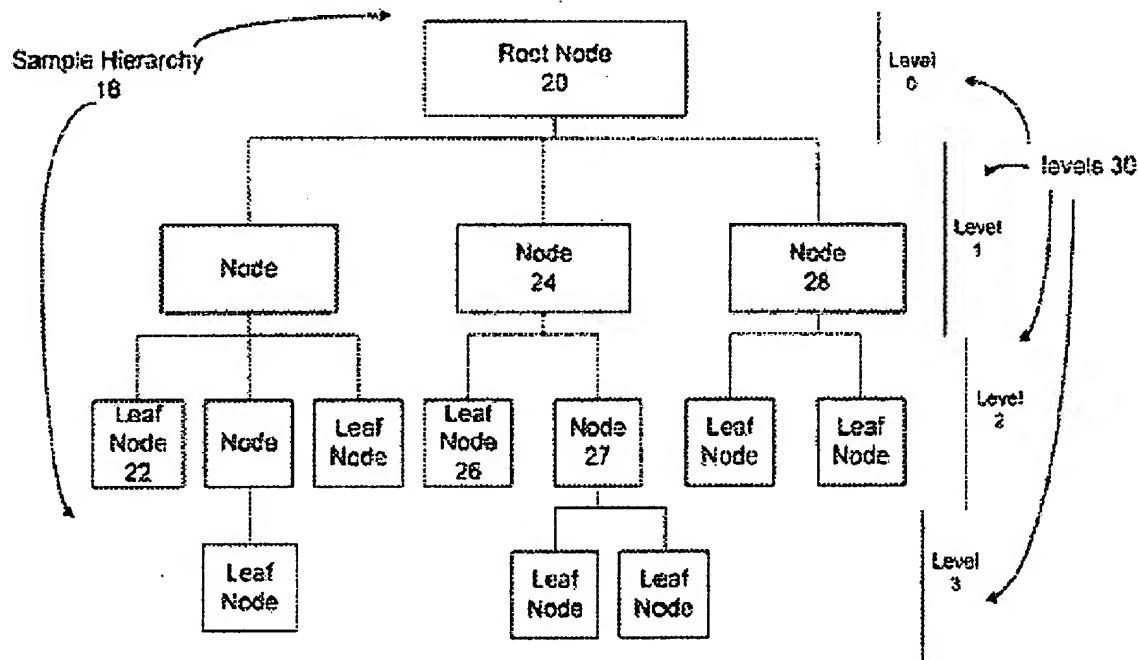 Sample Hierarchy
18
Root Node
20
Level
0
levels 30
Level
1
Node
Node
24
Node
28
Level
2
Leaf
Node
22
Node
Leaf
Node
Leaf
Node
26
Node
27
Leaf
Node
Leaf
Node
Leaf
Node
Leaf
Node
Leaf
Node
Level
3